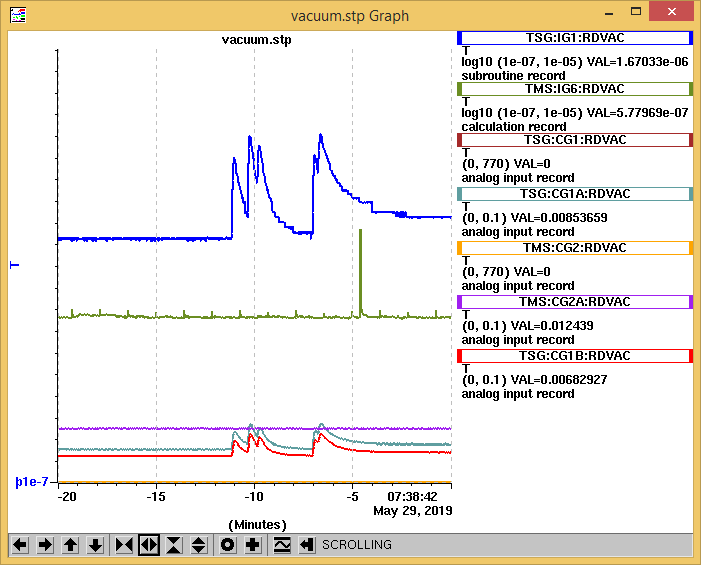 vacuum.stp Graph
vacuum.stp
TSG:IG1:RDVAC
T
log10 (1e-07, 1e-05) VAL=1.67033e-06
subroutine record
TMS:IG6:RDVAC
T
log10 (1e-07, 1e-05) VAL=5.77969e-07
calculation record
TSG:CG1:RDVAC
T
(0, 770) VAL=0
analog input record
TSG:CG1A:RDVAC
T
(0, 0.1) VAL=0.00853659
analog input record
TMS:CG2:RDVAC
T
(0, 770) VAL=0
analog input record
TMS:CG2A:RDVAC
T
(0, 0.1) VAL=0.012439
analog input record
TSG:CG1B:RDVAC
T
(0, 0.1) VAL=0.00682927
analog input record
T
1e-7
-20 -15 -10 -5 07:38:42
May 29, 2019
(Minutes)
SCROLLING